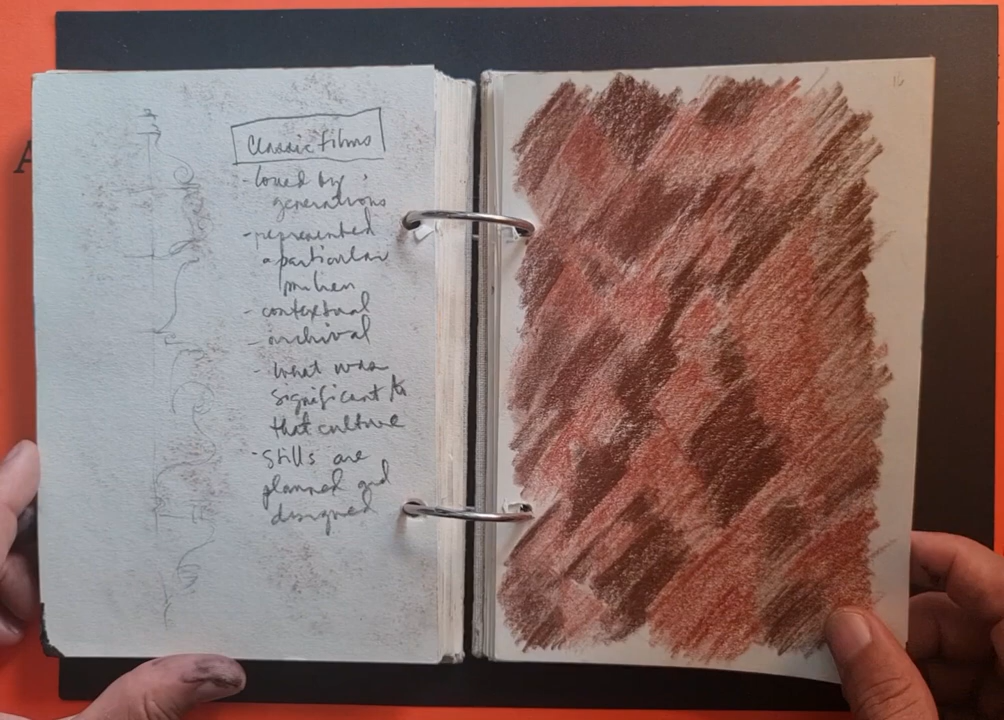 Classic Films
- loved by
generations
- represented
a particular
milieu
- contextual
- archival
- what was
significant to
that culture
- Stills are
planned and
designed
16
A